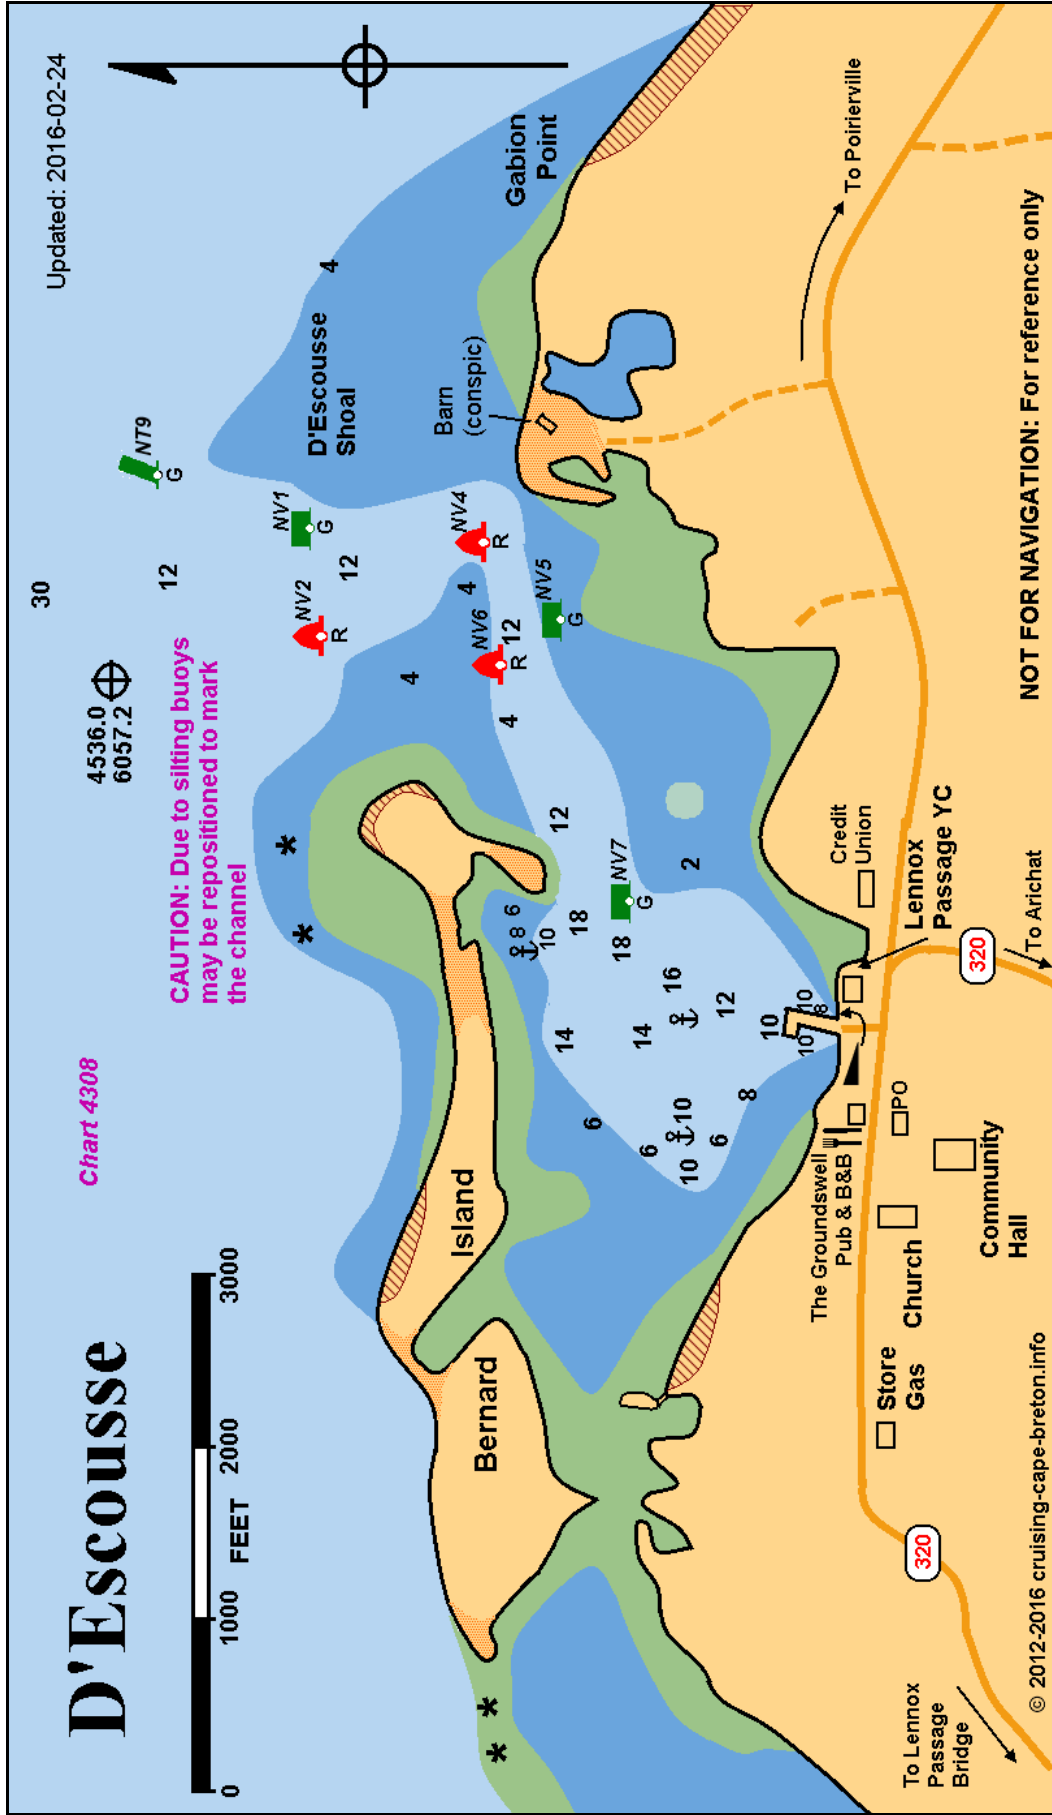 D'Escousse
0 1000 2000 3000
FEET
Chart 4308
CAUTION: Due to silting buoys
may be repositioned to mark
the channel
4536.0
6057.2
Updated: 2016-02-24
30
12
NT9
G
NV1
G
12
NV2
R
D'Escousse
Shoal
4
Gabion
Point
Barn
(conspic)
NV4
R
4
NV6
R
12
NV5
G
4
4
12
6
8
10
18
18
NV7
G
2
14
14
16
12
6
6
10
10
6
8
10
10
8
10
Island
Bernard
Credit
Union
Lennox
Passage YC
To Poirierville
320
To Arichat
The Groundswell
Pub & B&B
PO
Church
Community
Hall
Store
Gas
320
To Lennox
Passage
Bridge
© 2012-2016 cruising-cape-breton.info
NOT FOR NAVIGATION: For reference only